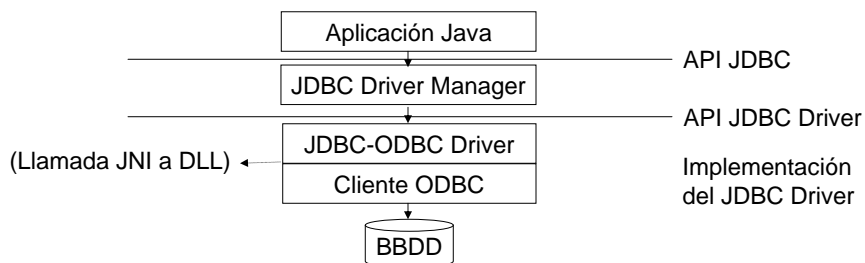 Aplicación Java
API JDBC
JDBC Driver Manager
API JDBC Driver
JDBC-ODBC Driver
(Llamada JNI a DLL)
Implementación
del JDBC Driver
Cliente ODBC
BBDD